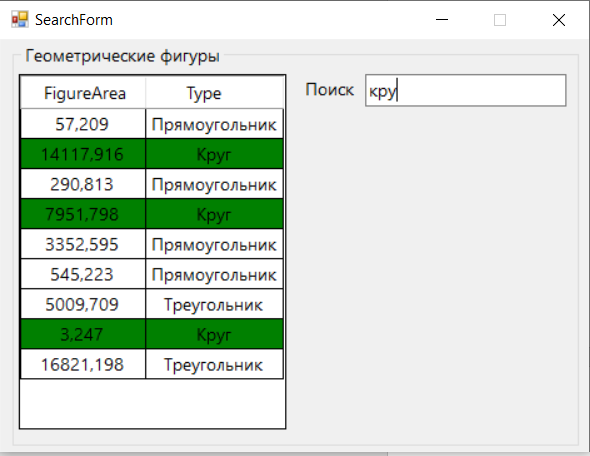 SearchForm
Геометрические фигуры
FigureArea Type
57,209 Прямоугольник
14117,916 Круг
290,813 Прямоугольник
7951,798 Круг
3352,595 Прямоугольник
545,223 Прямоугольник
5009,709 Треугольник
3,247 Круг
16821,198 Треугольник
Поиск кру